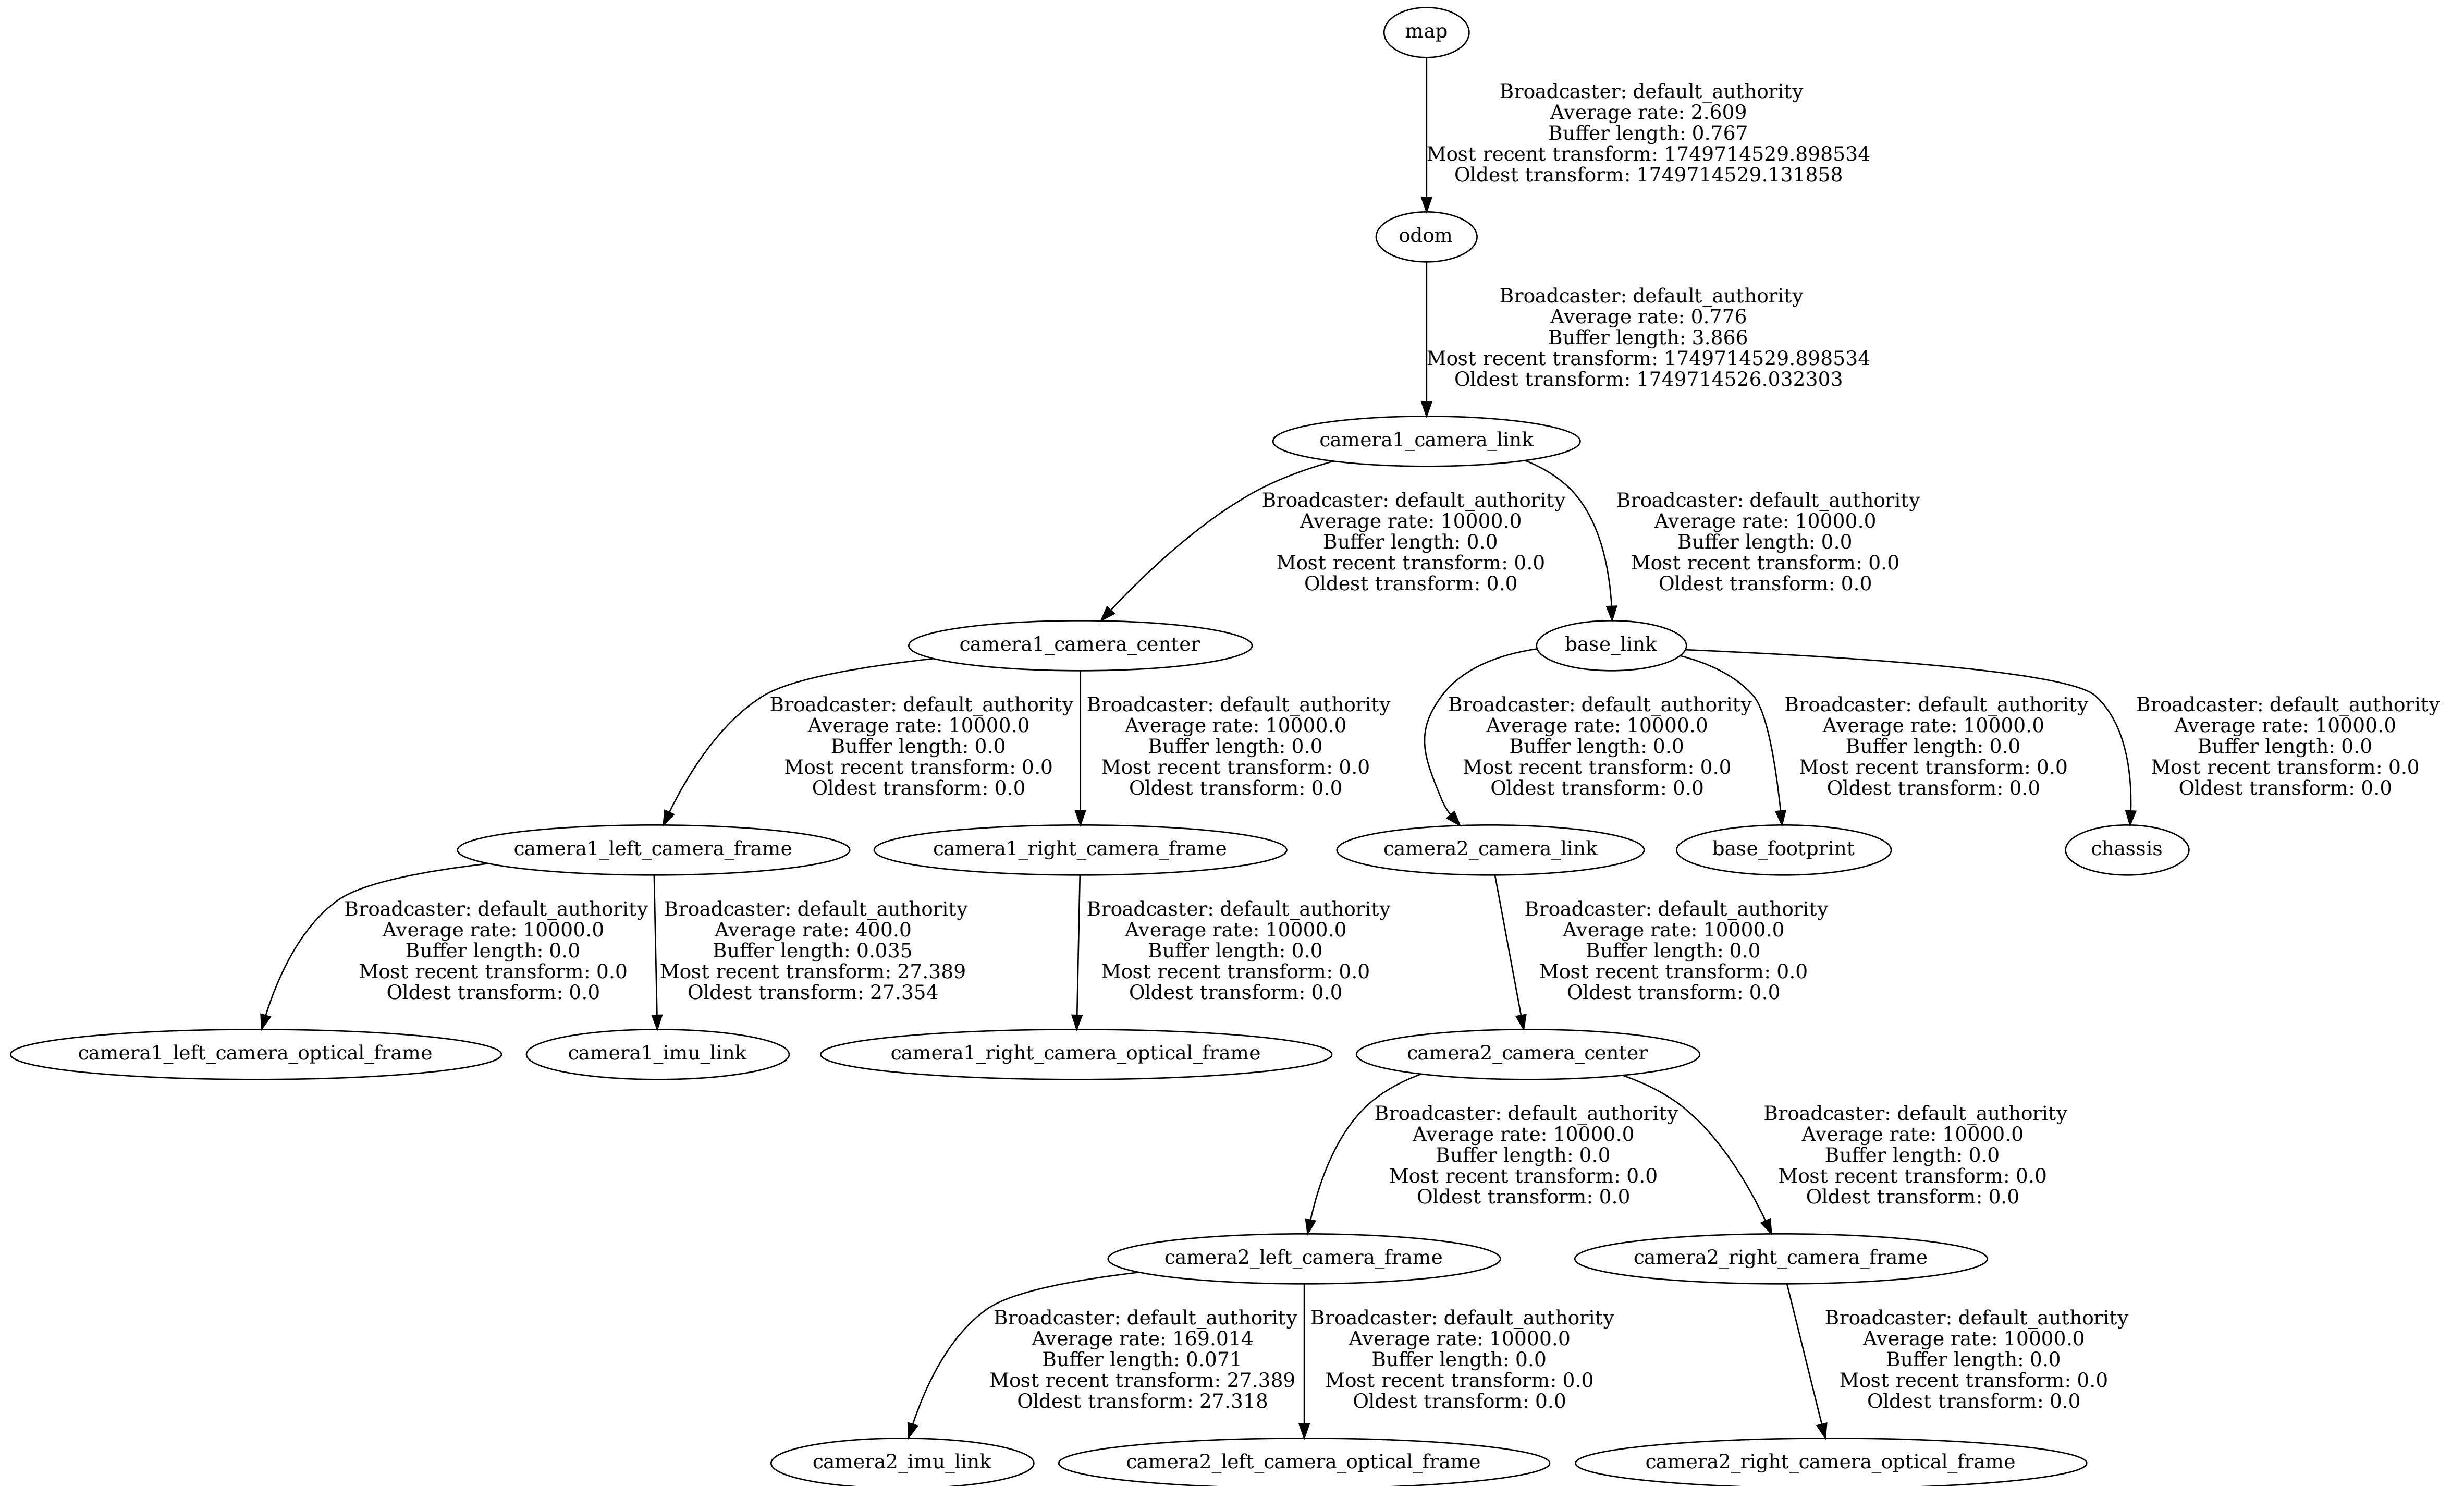 map
Broadcaster: default_authority
Average rate: 2.609
Buffer length: 0.767
Most recent transform: 1749714529.898534
Oldest transform: 1749714529.131858
odom
Broadcaster: default_authority
Average rate: 0.776
Buffer length: 3.866
Most recent transform: 1749714529.898534
Oldest transform: 1749714526.032303
camera1_camera_link
Broadcaster: default_authority
Average rate: 10000.0
Buffer length: 0.0
Most recent transform: 0.0
Oldest transform: 0.0
Broadcaster: default_authority
Average rate: 10000.0
Buffer length: 0.0
Most recent transform: 0.0
Oldest transform: 0.0
camera1_camera_center
base_link
Broadcaster: default_authority
Average rate: 10000.0
Buffer length: 0.0
Most recent transform: 0.0
Oldest transform: 0.0
Broadcaster: default_authority
Average rate: 10000.0
Buffer length: 0.0
Most recent transform: 0.0
Oldest transform: 0.0
Broadcaster: default_authority
Average rate: 10000.0
Buffer length: 0.0
Most recent transform: 0.0
Oldest transform: 0.0
Broadcaster: default_authority
Average rate: 10000.0
Buffer length: 0.0
Most recent transform: 0.0
Oldest transform: 0.0
Broadcaster: default_authority
Average rate: 10000.0
Buffer length: 0.0
Most recent transform: 0.0
Oldest transform: 0.0
camera1_left_camera_frame
camera1_right_camera_frame
camera2_camera_link
base_footprint
chassis
Broadcaster: default_authority
Average rate: 10000.0
Buffer length: 0.0
Most recent transform: 0.0
Oldest transform: 0.0
Broadcaster: default_authority
Average rate: 400.0
Buffer length: 0.035
Most recent transform: 27.389
Oldest transform: 27.354
Broadcaster: default_authority
Average rate: 10000.0
Buffer length: 0.0
Most recent transform: 0.0
Oldest transform: 0.0
Broadcaster: default_authority
Average rate: 10000.0
Buffer length: 0.0
Most recent transform: 0.0
Oldest transform: 0.0
camera1_left_camera_optical_frame
camera1_imu_link
camera1_right_camera_optical_frame
camera2_camera_center
Broadcaster: default_authority
Average rate: 10000.0
Buffer length: 0.0
Most recent transform: 0.0
Oldest transform: 0.0
Broadcaster: default_authority
Average rate: 10000.0
Buffer length: 0.0
Most recent transform: 0.0
Oldest transform: 0.0
camera2_left_camera_frame
camera2_right_camera_frame
Broadcaster: default_authority
Average rate: 169.014
Buffer length: 0.071
Most recent transform: 27.389
Oldest transform: 27.318
Broadcaster: default_authority
Average rate: 10000.0
Buffer length: 0.0
Most recent transform: 0.0
Oldest transform: 0.0
Broadcaster: default_authority
Average rate: 10000.0
Buffer length: 0.0
Most recent transform: 0.0
Oldest transform: 0.0
camera2_imu_link
camera2_left_camera_optical_frame
camera2_right_camera_optical_frame